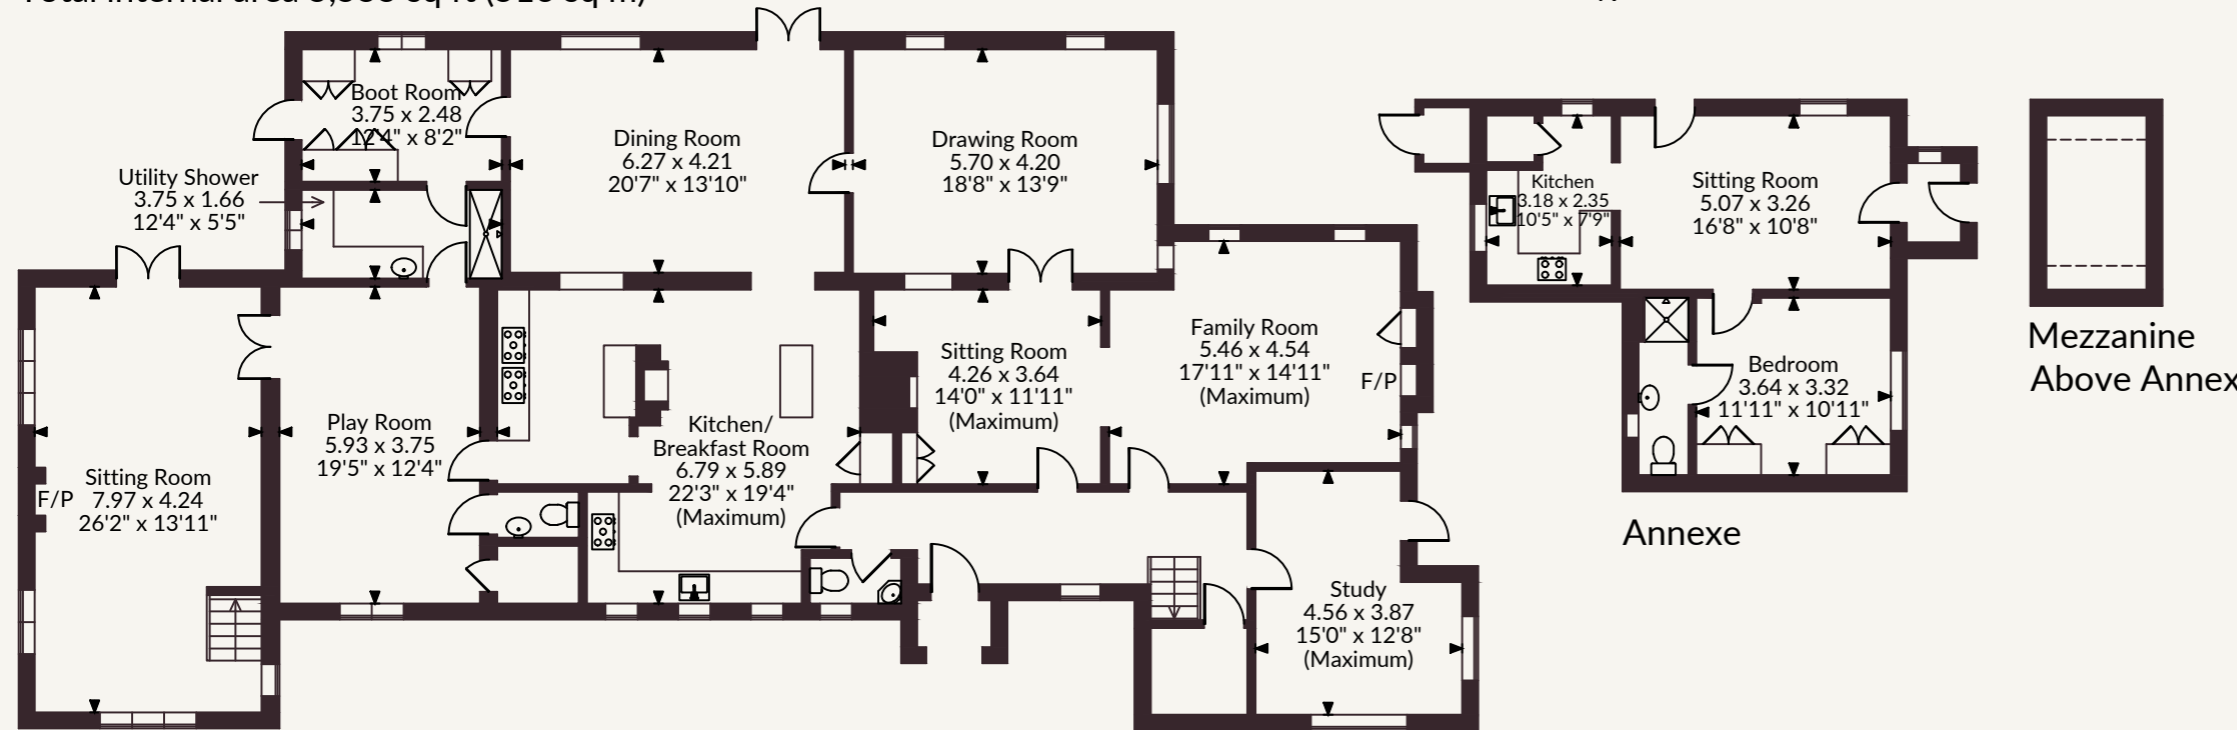 Boot Room
3.75 x 2.48
12'4" x 8'2"
Utility Shower
3.75 x 1.66
12'4" x 5'5"
Dining Room
6.27 x 4.21
20'7" x 13'10"
Drawing Room
5.70 x 4.20
18'8" x 13'9"
Sitting Room
7.97 x 4.24
26'2" x 13'11"
F/P
Play Room
5.93 x 3.75
19'5" x 12'4"
Kitchen/
Breakfast Room
6.79 x 5.89
22'3" x 19'4"
(Maximum)
Sitting Room
4.26 x 3.64
14'0" x 11'11"
(Maximum)
Family Room
5.46 x 4.54
17'11" x 14'11"
(Maximum)
F/P
Study
4.56 x 3.87
15'0" x 12'8"
(Maximum)
Kitchen
3.18 x 2.35
10'5" x 7'9"
Sitting Room
5.07 x 3.26
16'8" x 10'8"
Bedroom
3.64 x 3.32
11'11" x 10'11"
Annexe
Mezzanine
Above Annex